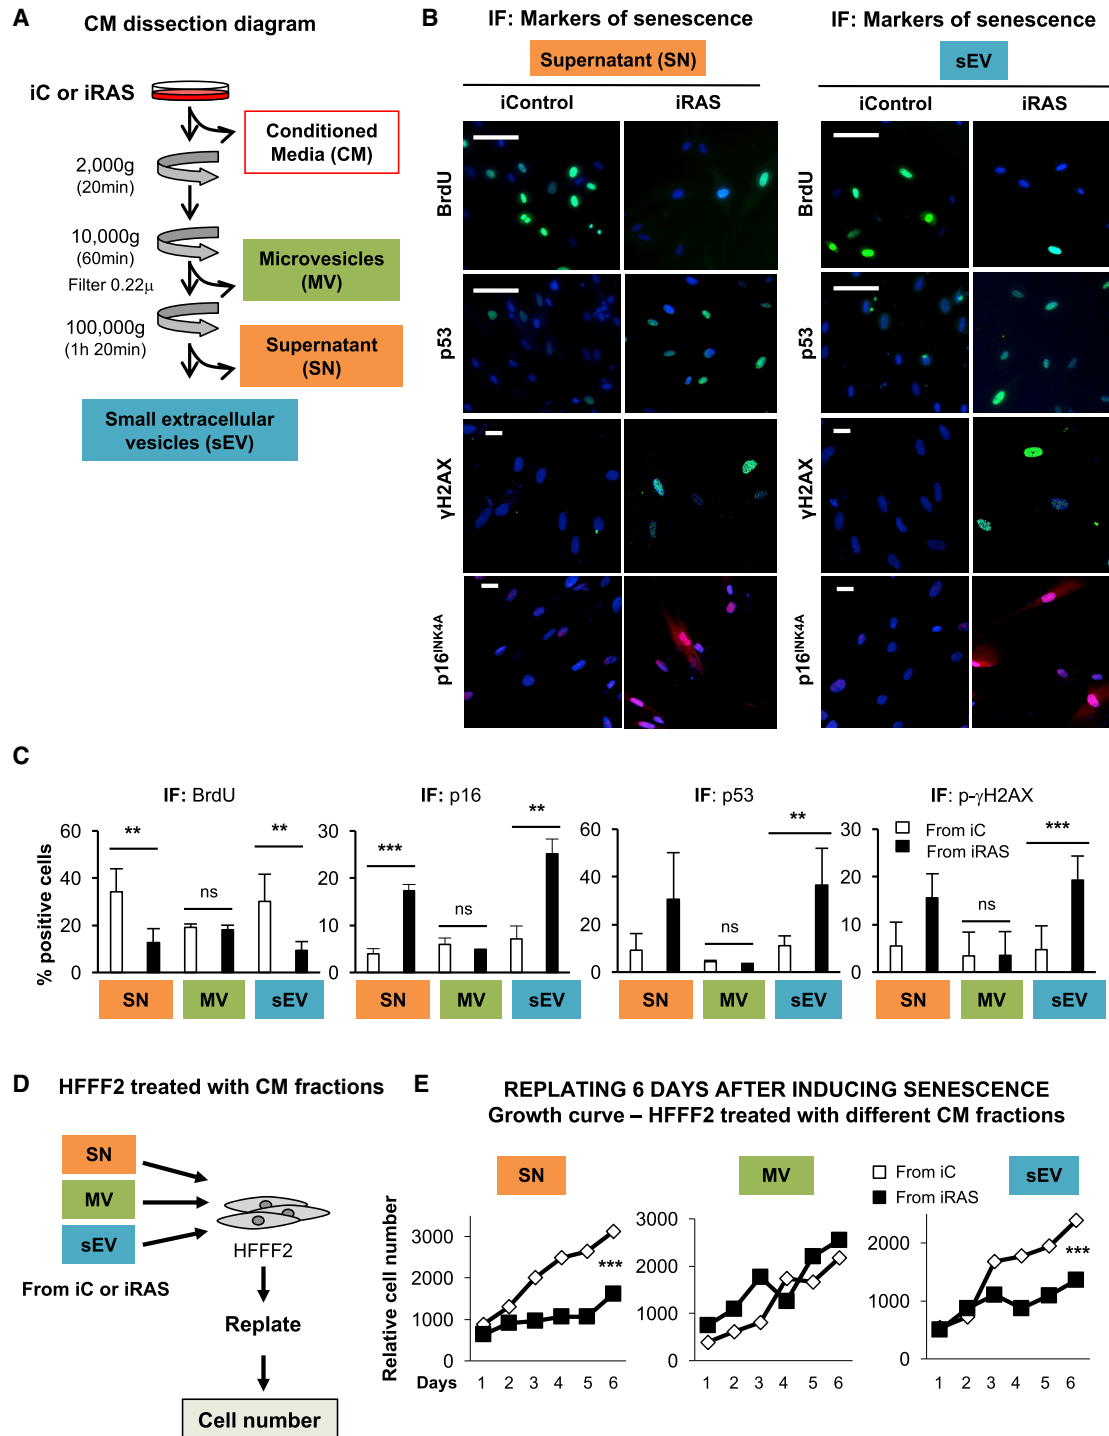 A
CM dissection diagram
iC or iRAS
Conditioned
Media (CM)
2,000g
(20min)
10,000g
(60min)
Filter 0.22μ
Microvesicles
(MV)
100,000g
(1h 20min)
Supernatant
(SN)
Small extracellular
vesicles (sEV)
B
IF: Markers of senescence
Supernatant (SN)
iControl iRAS
BrdU
p53
γH2AX
p16INK4A
IF: Markers of senescence
sEV
iControl iRAS
BrdU
p53
γH2AX
p16INK4A
C
% positive cells
IF: BrdU
60
40
20
0
**
ns
**
SN MV sEV
IF: p16
30
20
10
0
***
ns
**
SN MV sEV
IF: p53
60
40
20
0
ns
**
SN MV sEV
IF: p-γH2AX
30
20
10
0
From iC
From iRAS
ns
***
SN MV sEV
D
HFFF2 treated with CM fractions
SN
MV
sEV
From iC or iRAS
HFFF2
Replate
Cell number
E
REPLATING 6 DAYS AFTER INDUCING SENESCENCE
Growth curve – HFFF2 treated with different CM fractions
Relative cell number
SN
3000
2000
1000
0
***
Days 1 2 3 4 5 6
MV
3000
2000
1000
0
1 2 3 4 5 6
From iC
From iRAS
sEV
2000
1000
0
***
1 2 3 4 5 6